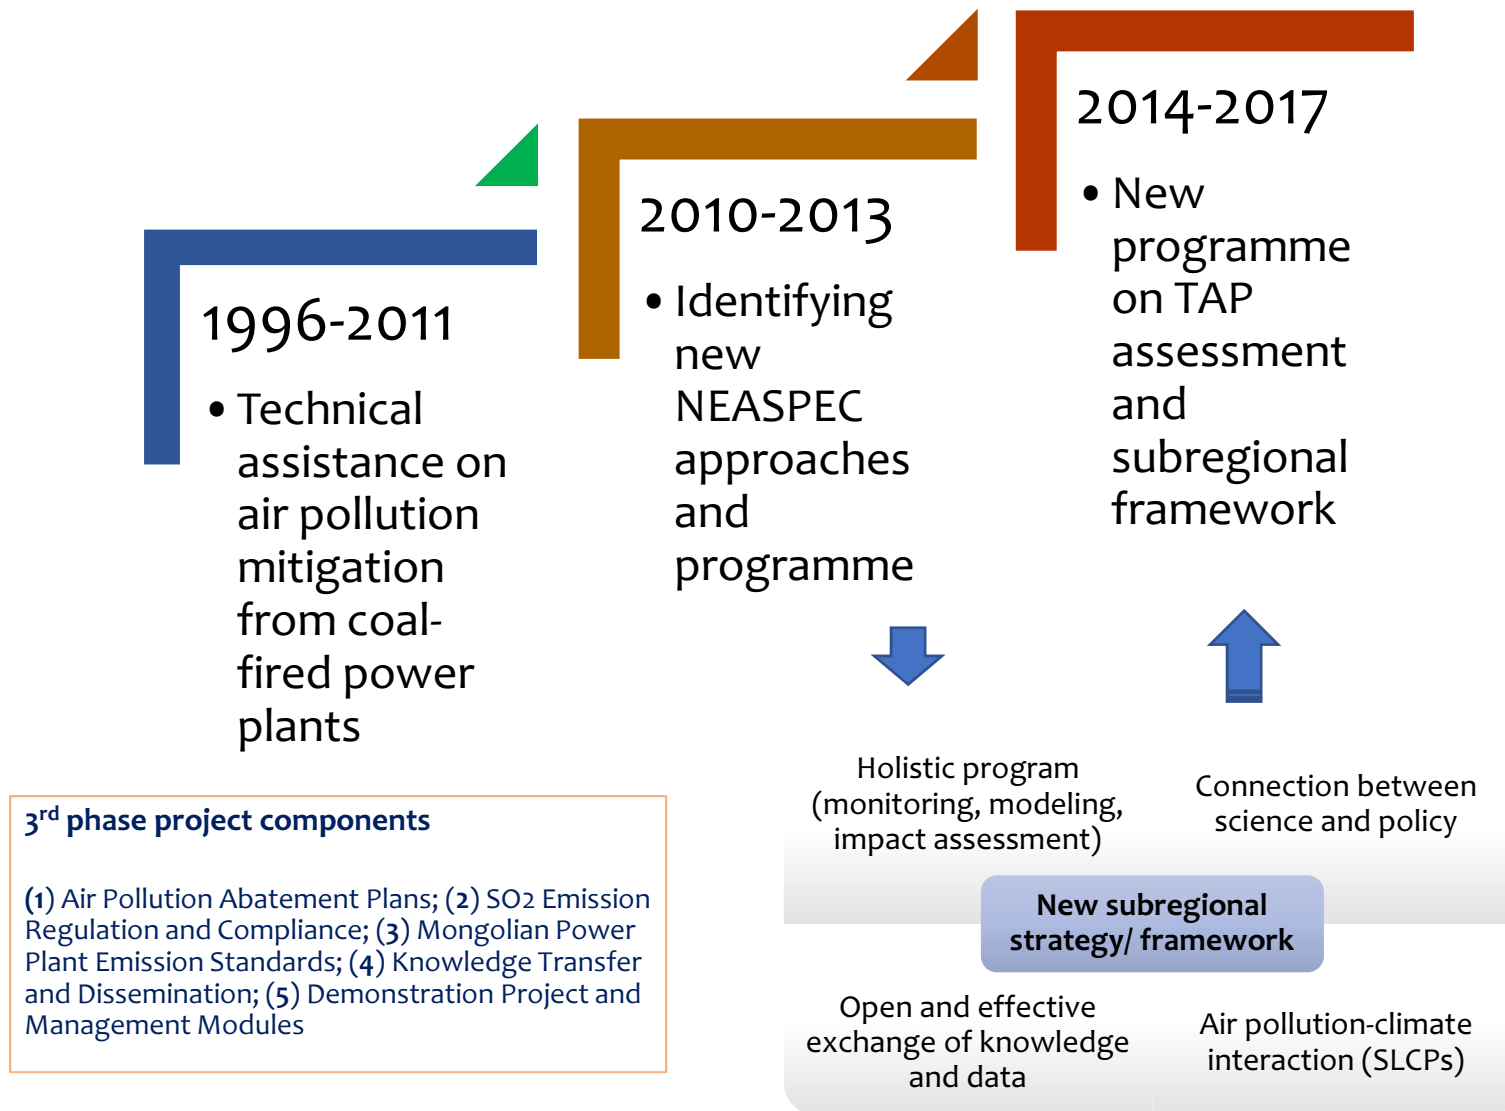 1996-2011
• Technical
assistance on
air pollution
mitigation
from coal-
fired power
plants
2010-2013
• Identifying
new
NEASPEC
approaches
and
programme
2014-2017
• New
programme
on TAP
assessment
and
subregional
framework
3rd phase project components
(1) Air Pollution Abatement Plans; (2) SO2 Emission
Regulation and Compliance; (3) Mongolian Power
Plant Emission Standards; (4) Knowledge Transfer
and Dissemination; (5) Demonstration Project and
Management Modules
Holistic program
(monitoring, modeling,
impact assessment)
Connection between
science and policy
New subregional
strategy/ framework
Open and effective
exchange of knowledge
and data
Air pollution-climate
interaction (SLCPs)